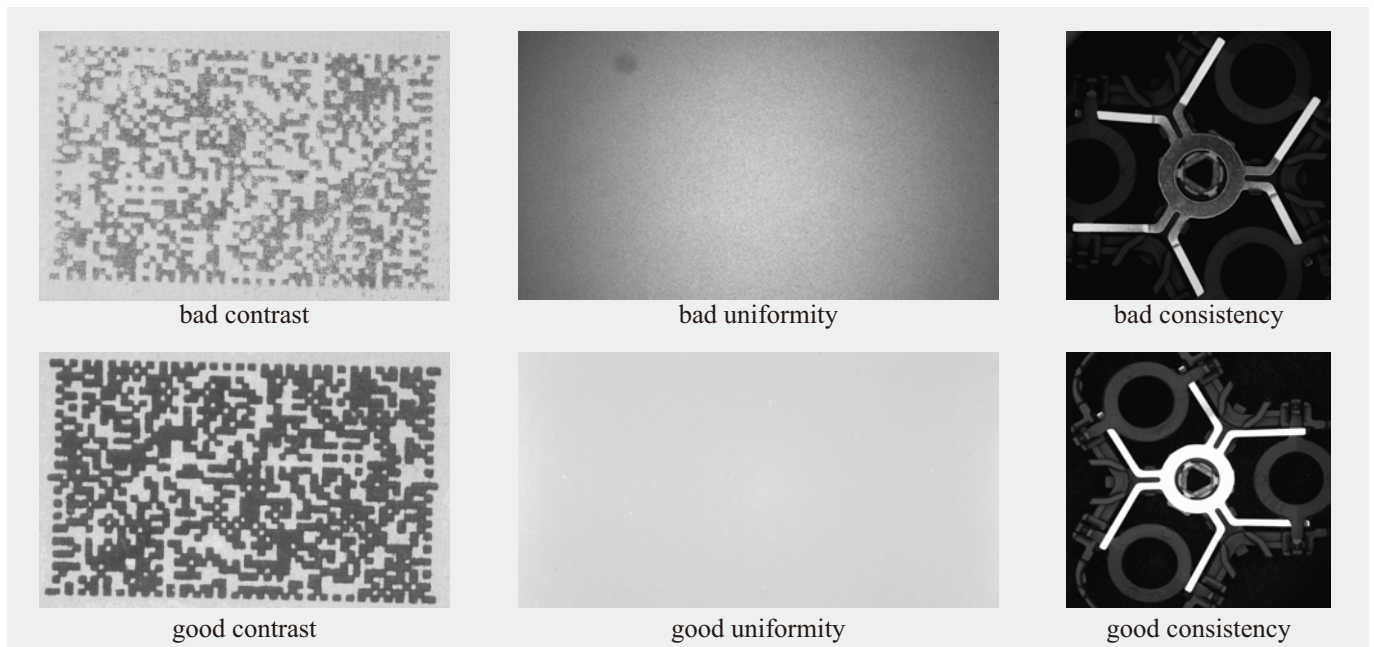 bad contrast
bad uniformity
bad consistency
good contrast
good uniformity
good consistency